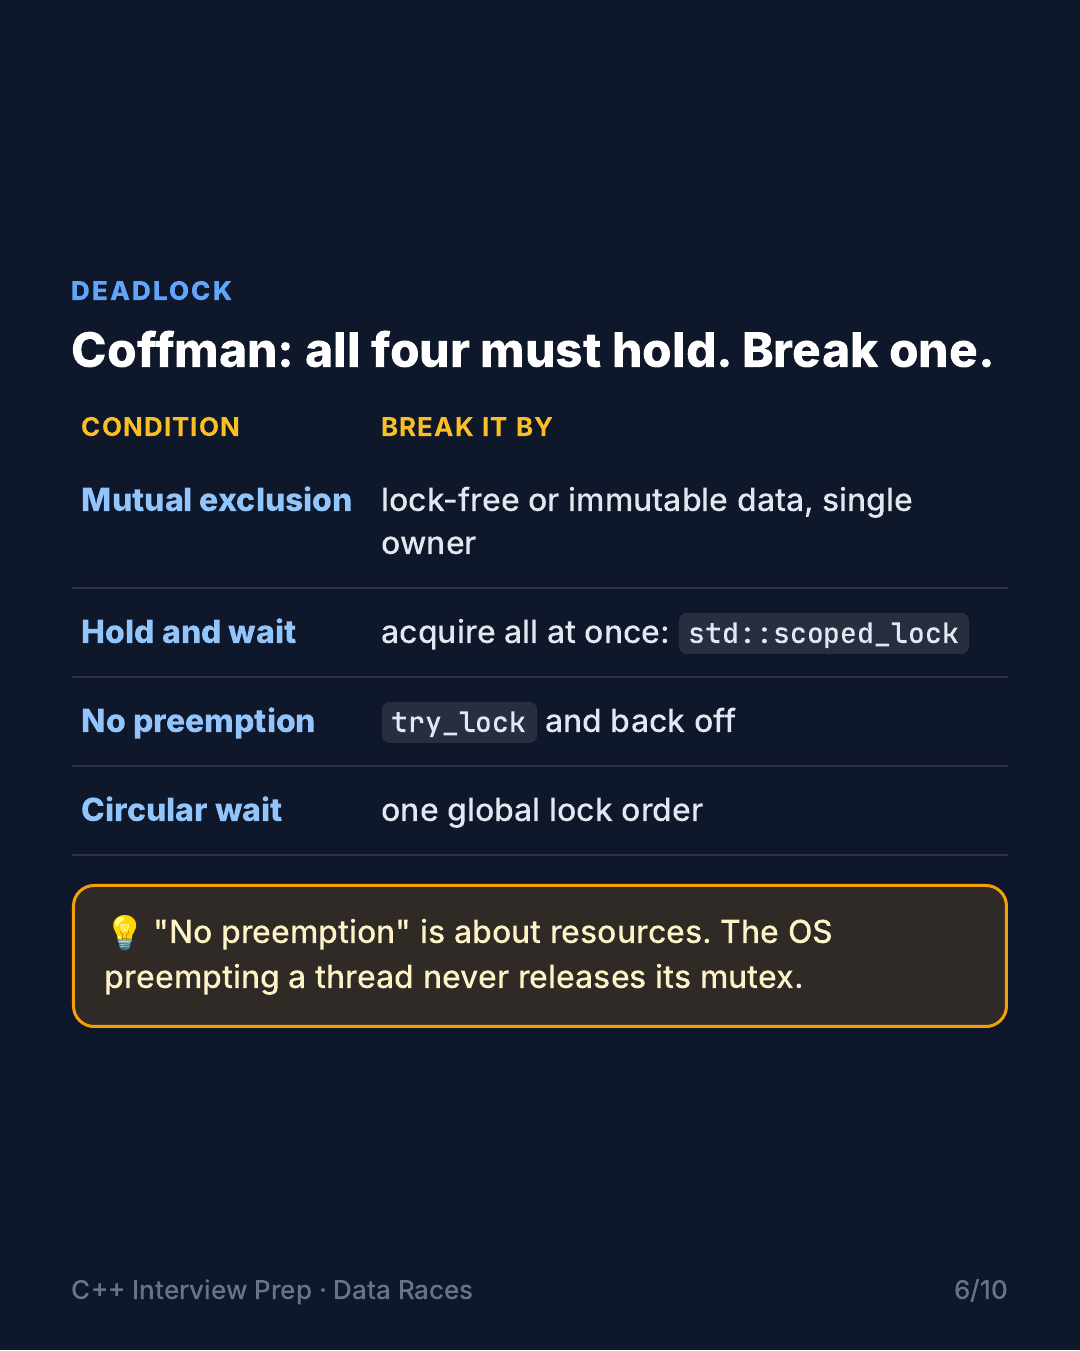 DEADLOCK
Coffman: all four must hold. Break one.
CONDITION BREAK IT BY
Mutual exclusion lock-free or immutable data, single
owner
Hold and wait acquire all at once: std::scoped_lock
No preemption try_lock and back off
Circular wait one global lock order
💡 "No preemption" is about resources. The OS
preempting a thread never releases its mutex.
C++ Interview Prep · Data Races 6/10